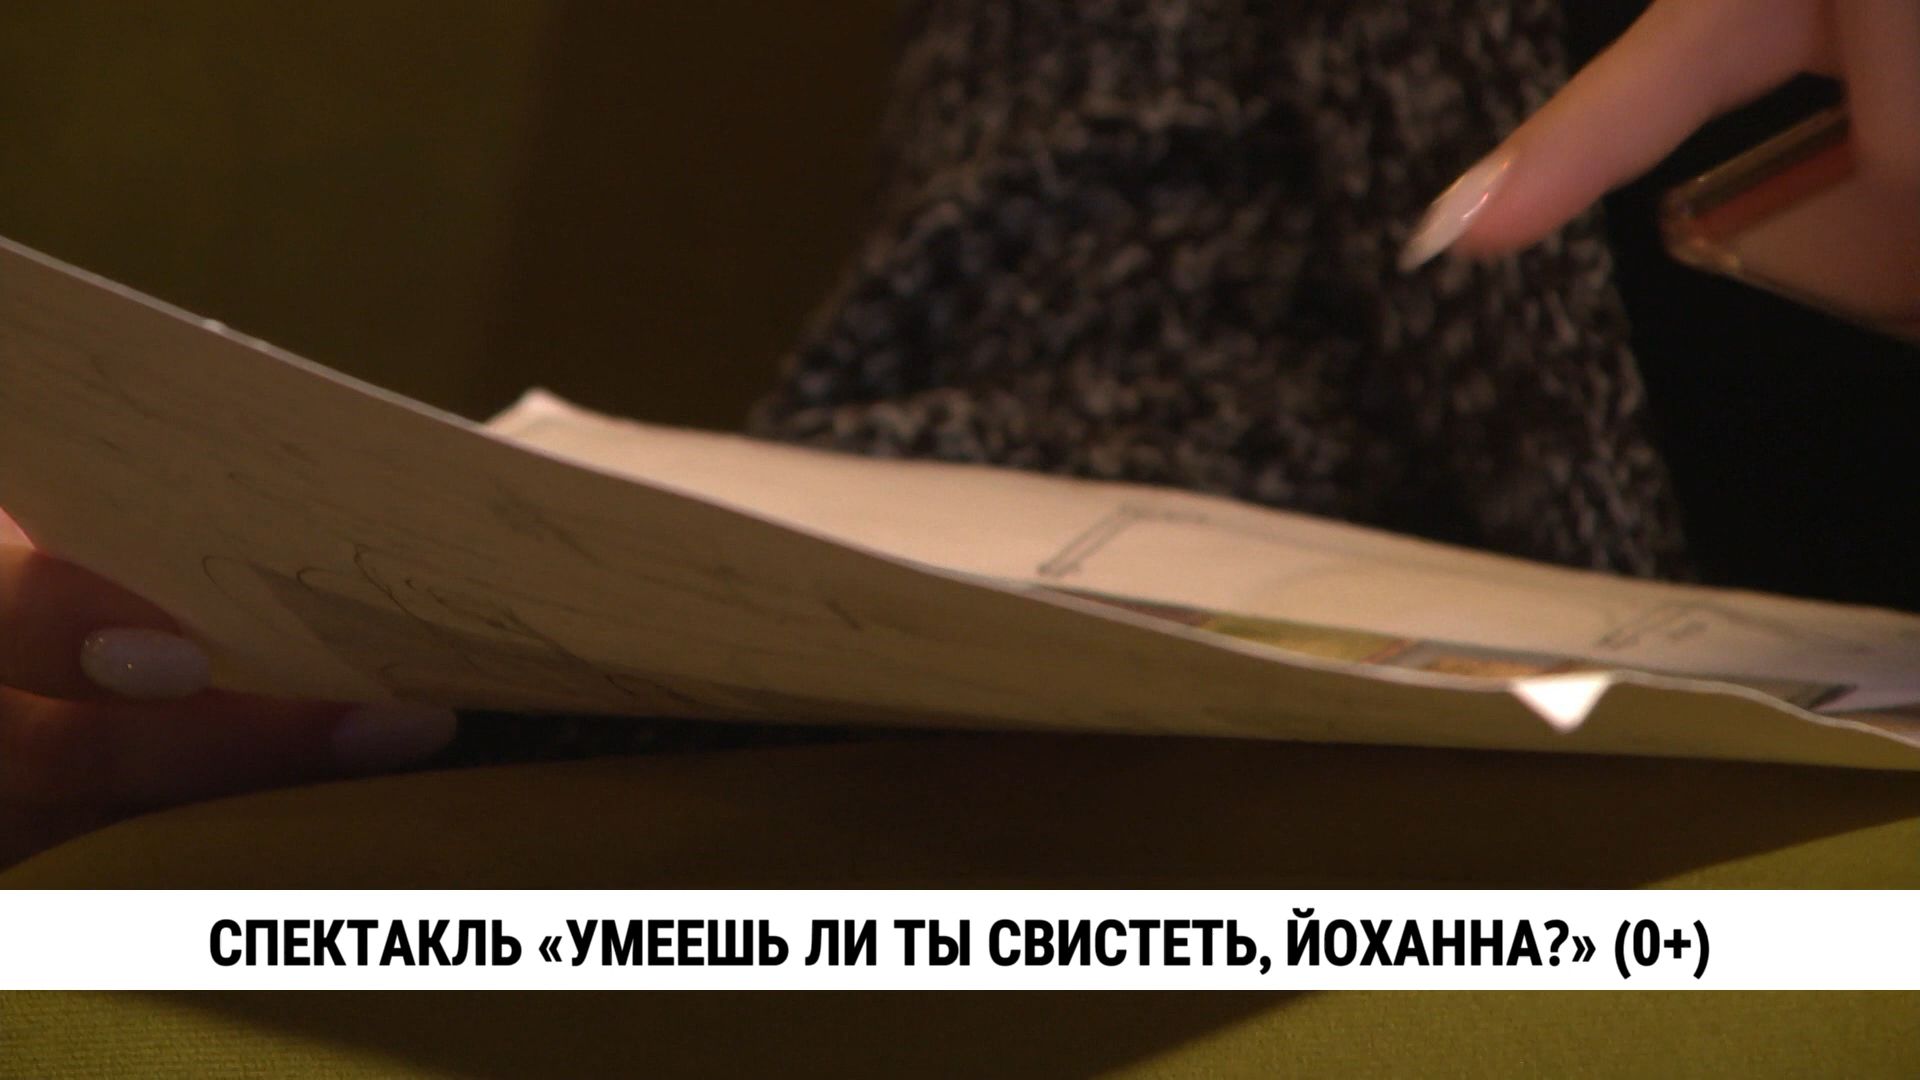 СПЕКТАКЛЬ «УМЕЕШЬ ЛИ ТЫ СВИСТЕТЬ, ЙОХАННА?» (0+)